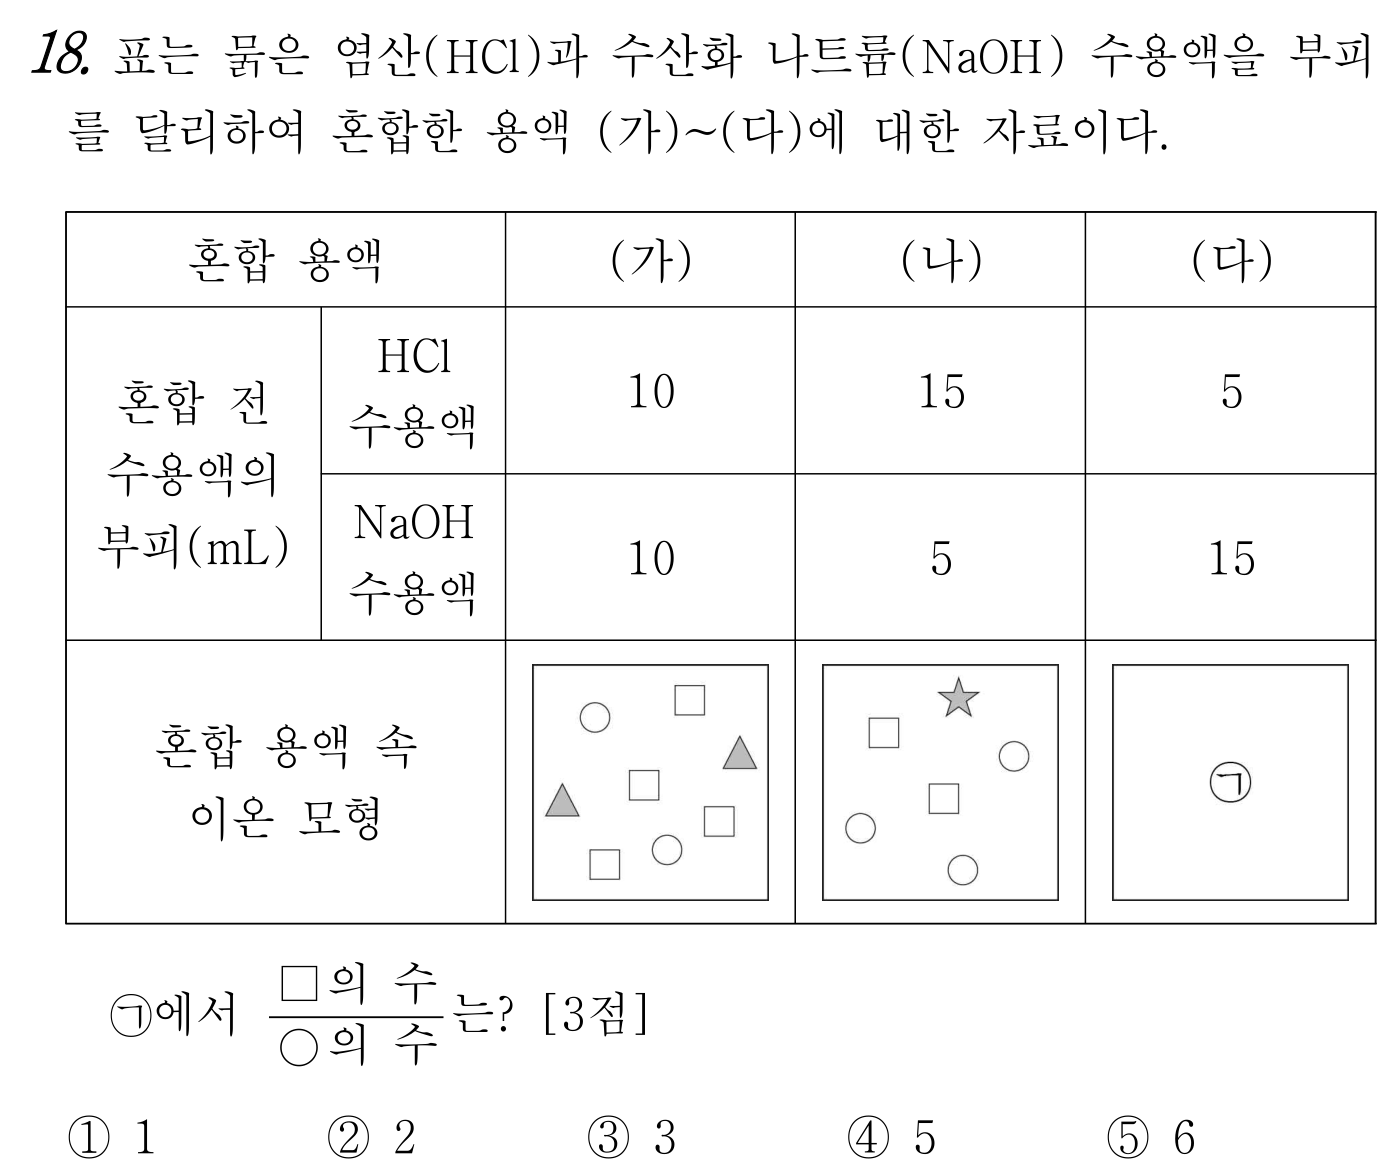 18. 표는 묽은 염산(HCl)과 수산화 나트륨(NaOH) 수용액을 부피
를 달리하여 혼합한 용액 (가)~(다)에 대한 자료이다.
혼합 용액 (가) (나) (다)
혼합 전
수용액의
부피(mL)
HCl
수용액
10 15 5
NaOH
수용액
10 5 15
혼합 용액 속
이온 모형
㉠
㉠에서 □의 수/○의 수 는? [3점]
① 1 ② 2 ③ 3 ④ 5 ⑤ 6